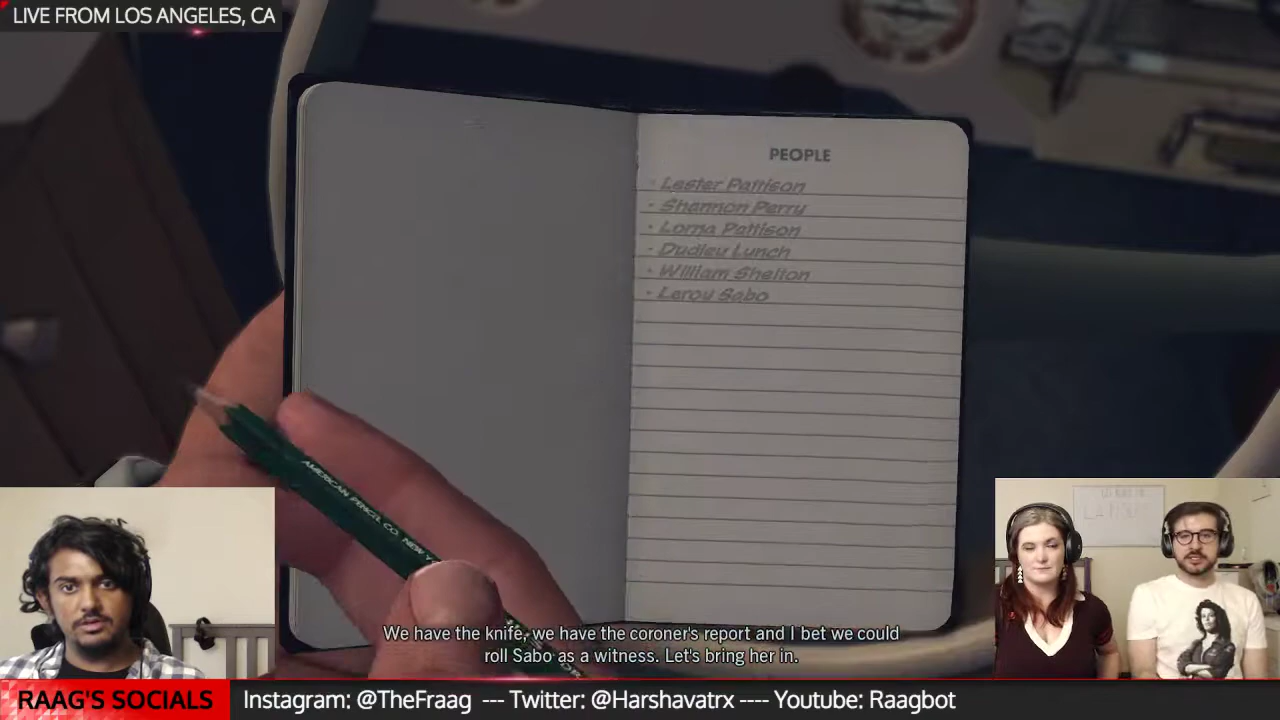 LIVE FROM LOS ANGELES, CA
PEOPLE
- Lester Pattison
- Shannon Perry
- Lorna Pattison
- Dudley Lynch
- William Shelton
- Leroy Sabo
AMERICAN PENCIL CO. NEW Y
We have the knife, we have the coroner's report and I bet we could
roll Sabo as a witness. Let's bring her in.
RAAG'S SOCIALS
Instagram: @TheFraag --- Twitter: @Harshavatrx ---- Youtube: Raagbot